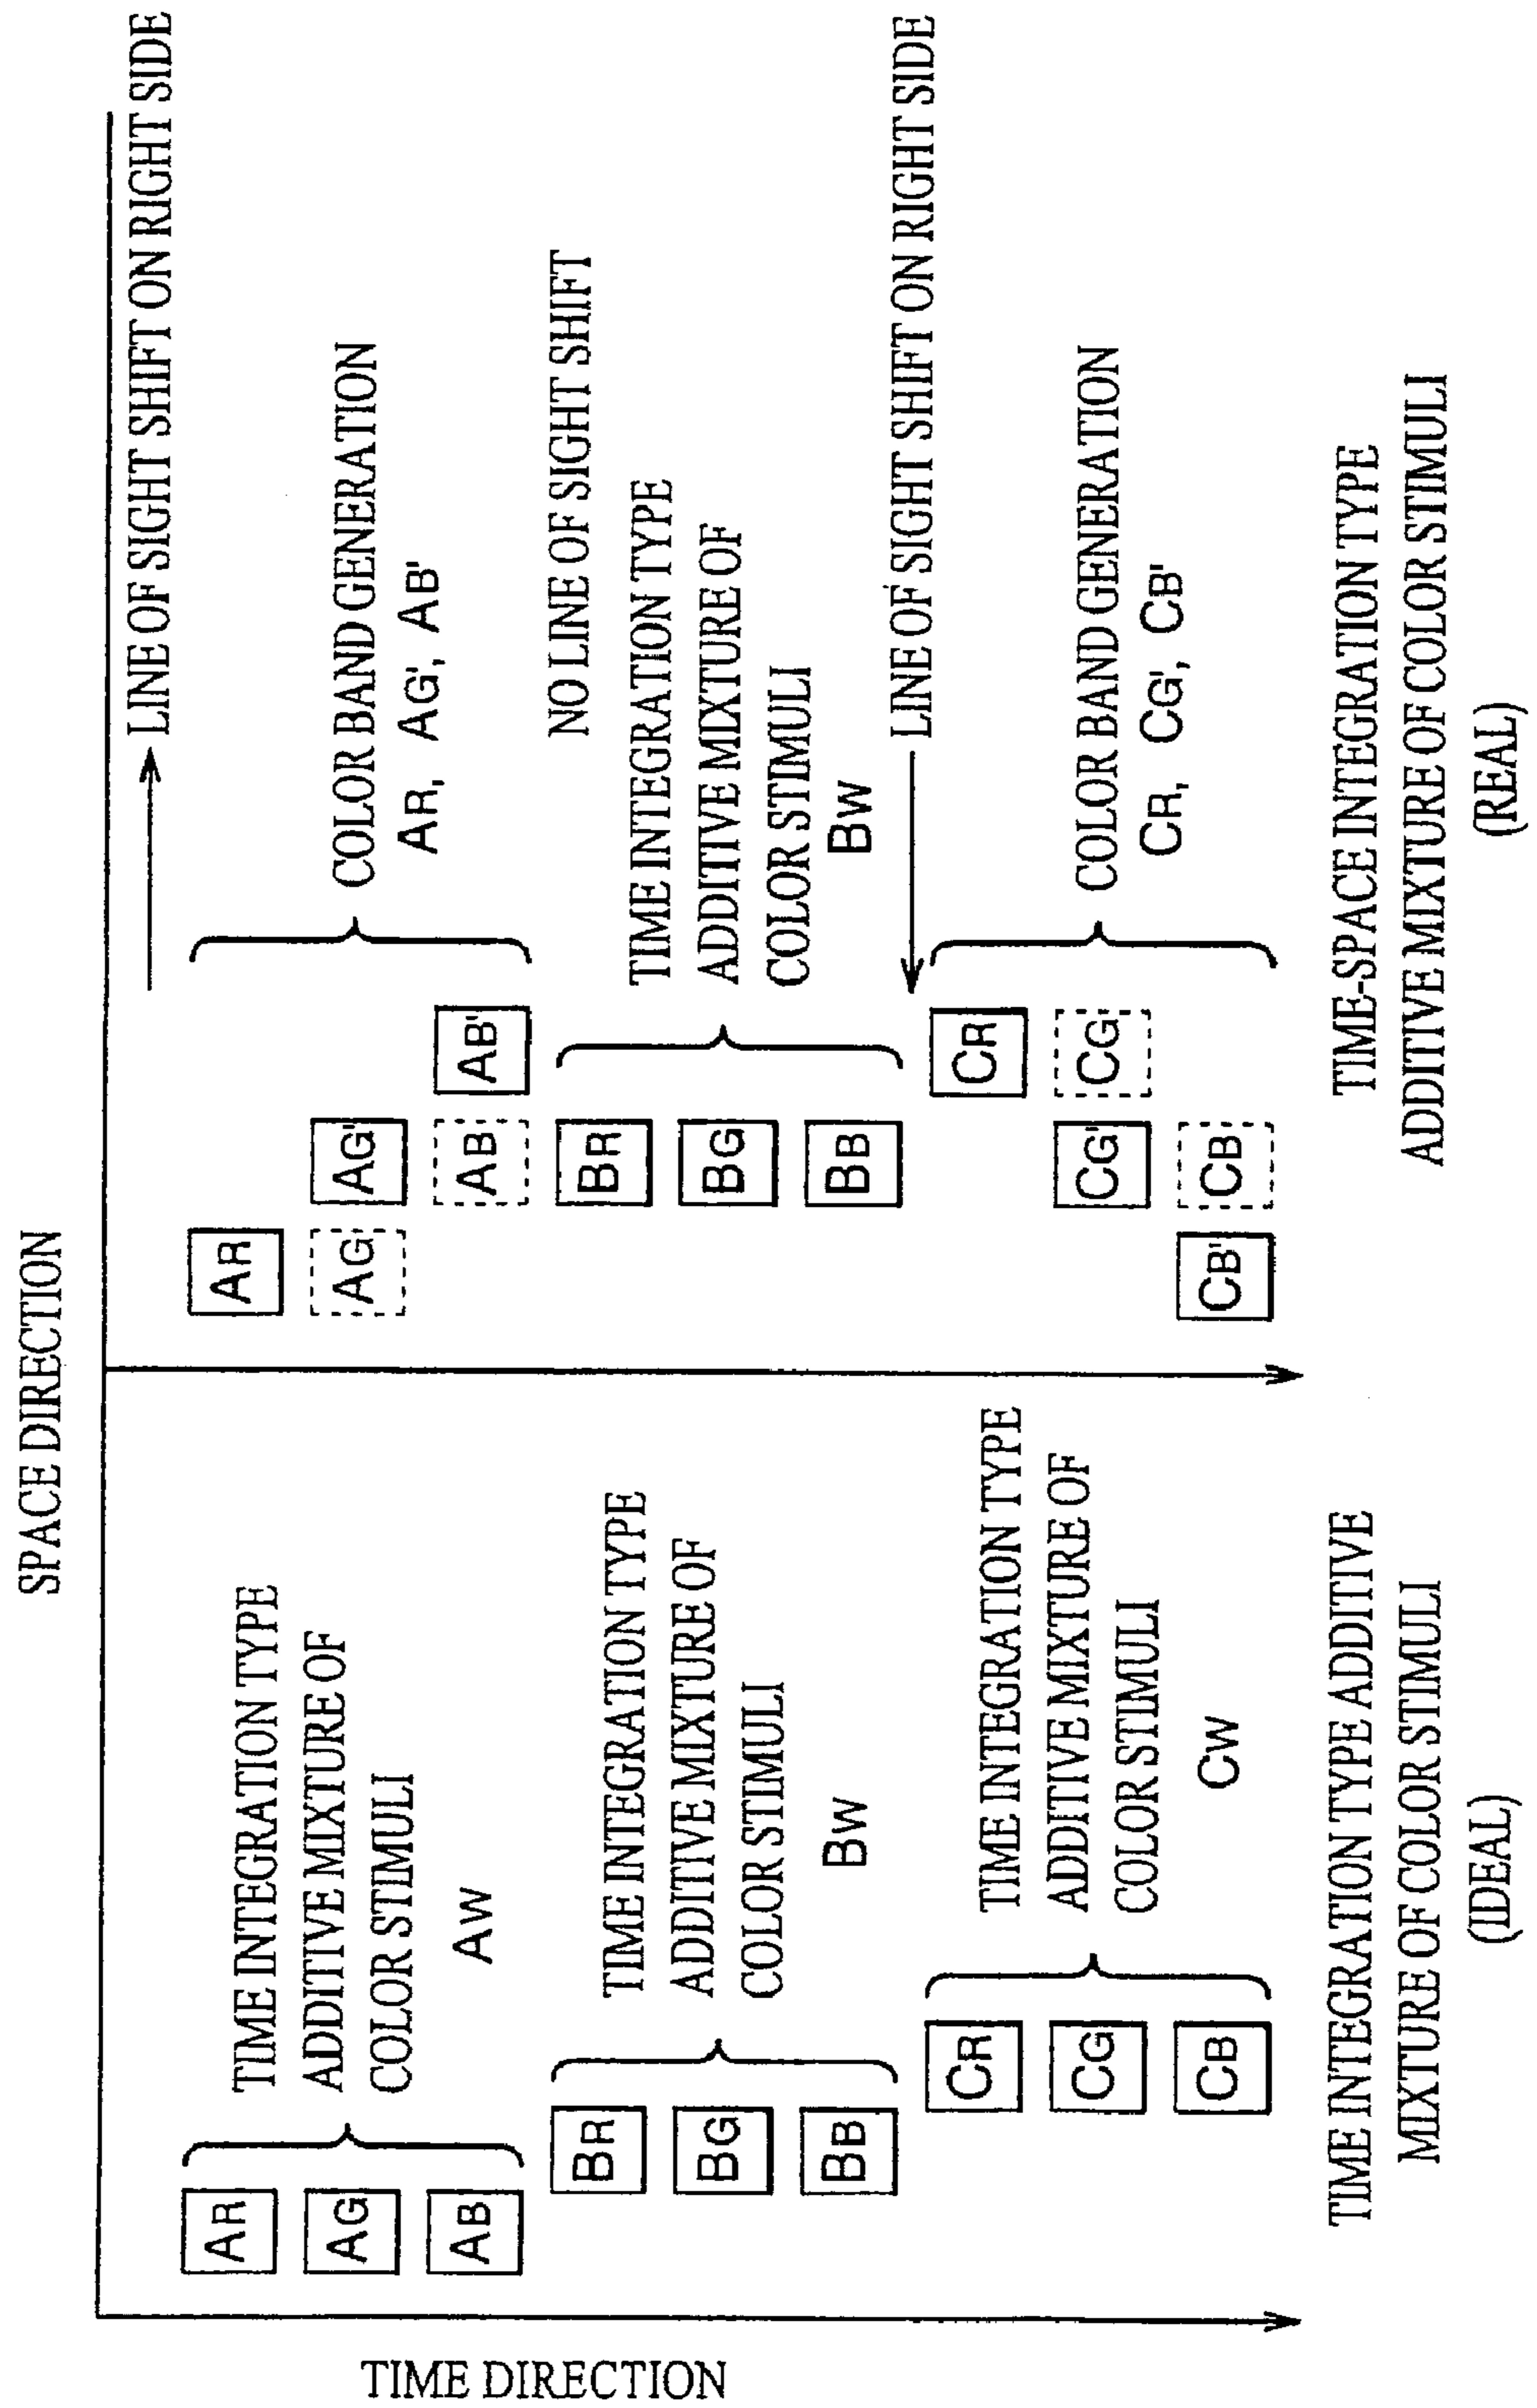 SPACE DIRECTION
TIME DIRECTION
AR
AG
AB
TIME INTEGRATION TYPE
ADDITIVE MIXTURE OF
COLOR STIMULI
AW
BR
BG
BB
TIME INTEGRATION TYPE
ADDITIVE MIXTURE OF
COLOR STIMULI
BW
CR
CG
CB
TIME INTEGRATION TYPE
ADDITIVE MIXTURE OF
COLOR STIMULI
CW
TIME INTEGRATION TYPE ADDITIVE
MIXTURE OF COLOR STIMULI
(IDEAL)
LINE OF SIGHT SHIFT ON RIGHT SIDE
AR
AG AG'
AB AB'
COLOR BAND GENERATION
AR, AG', AB'
NO LINE OF SIGHT SHIFT
BR
BG
BB
TIME INTEGRATION TYPE
ADDITIVE MIXTURE OF
COLOR STIMULI
BW
LINE OF SIGHT SHIFT ON RIGHT SIDE
CR
CG' CG
CB' CB
COLOR BAND GENERATION
CR, CG', CB'
TIME-SPACE INTEGRATION TYPE
ADDITIVE MIXTURE OF COLOR STIMULI
(REAL)